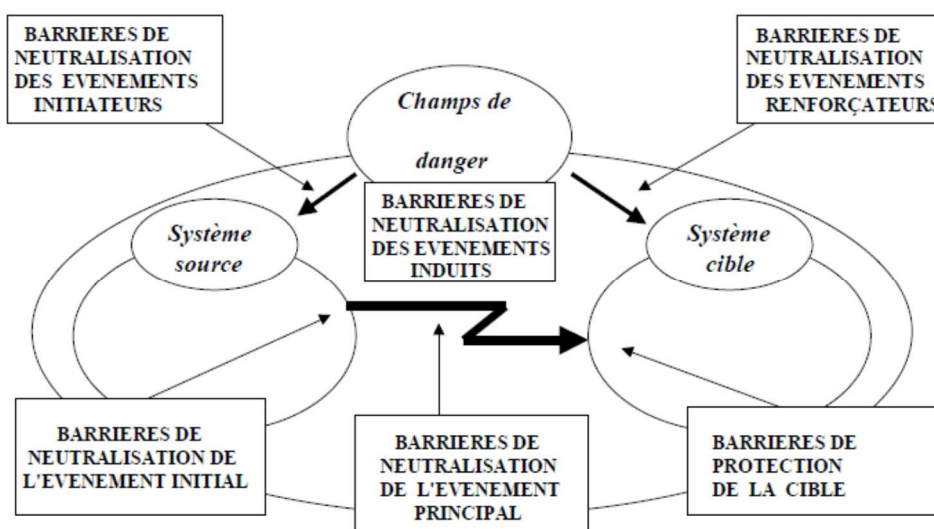 BARRIERES DE
NEUTRALISATION
DES EVENEMENTS
INITIATEURS
BARRIERES DE
NEUTRALISATION
DES EVENEMENTS
RENFORÇATEURS
Champs de
danger
BARRIERES DE
NEUTRALISATION
DES EVENEMENTS
INDUITS
Système
source
Système
cible
BARRIERES DE
NEUTRALISATION DE
L'EVENEMENT INITIAL
BARRIERES DE
NEUTRALISATION
DE L'EVENEMENT
PRINCIPAL
BARRIERES DE
PROTECTION
DE LA CIBLE